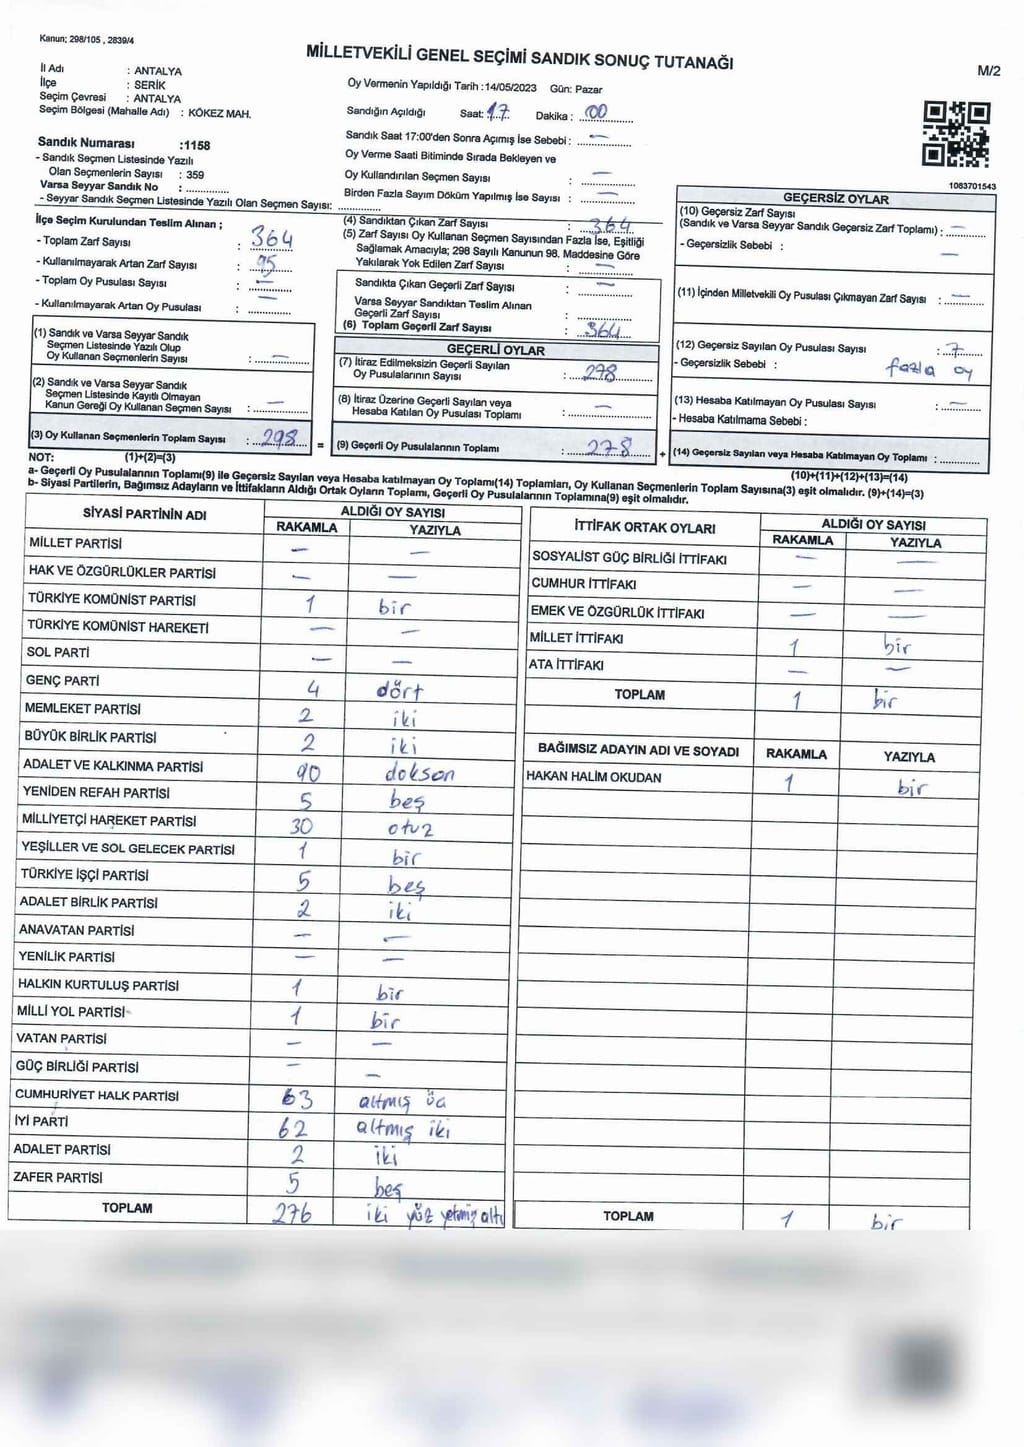 Kanun; 298/105 , 2839/4
MİLLETVEKİLİ GENEL SEÇİMİ SANDIK SONUÇ TUTANAĞI
M/2
İl Adı : ANTALYA
İlçe : SERİK
Seçim Çevresi : ANTALYA
Seçim Bölgesi (Mahalle Adı) : KÖKEZ MAH.
Oy Vermenin Yapıldığı Tarih :14/05/2023 Gün: Pazar
Sandığın Açıldığı Saat: 17 Dakika : 00
Sandık Saat 17:00'den Sonra Açımış İse Sebebi : —
Oy Verme Saati Bitiminde Sırada Bekleyen ve
Oy Kullandırılan Seçmen Sayısı : —
Birden Fazla Sayım Döküm Yapılmış İse Sayısı : —
1083701543
Sandık Numarası :1158
- Sandık Seçmen Listesinde Yazılı
Olan Seçmenlerin Sayısı : 359
Varsa Seyyar Sandık No :
- Seyyar Sandık Seçmen Listesinde Yazılı Olan Seçmen Sayısı:
İlçe Seçim Kurulundan Teslim Alınan ;
- Toplam Zarf Sayısı : 364
- Kullanılmayarak Artan Zarf Sayısı :
- Toplam Oy Pusulası Sayısı : —
- Kullanılmayarak Artan Oy Pusulası : —
(1) Sandık ve Varsa Seyyar Sandık
Seçmen Listesinde Yazılı Olup
Oy Kullanan Seçmenlerin Sayısı : —
(2) Sandık ve Varsa Seyyar Sandık
Seçmen Listesinde Kayıtlı Olmayan
Kanun Gereği Oy Kullanan Seçmen Sayısı : —
(3) Oy Kullanan Seçmenlerin Toplam Sayısı : 298 =
NOT: (1)+(2)=(3)
(4) Sandıktan Çıkan Zarf Sayısı : 364
(5) Zarf Sayısı Oy Kullanan Seçmen Sayısından Fazla İse, Eşitliği
Sağlamak Amacıyla; 298 Sayılı Kanunun 98. Maddesine Göre
Yakılarak Yok Edilen Zarf Sayısı : —
Sandıkta Çıkan Geçerli Zarf Sayısı : —
Varsa Seyyar Sandıktan Teslim Alınan
Geçerli Zarf Sayısı :
(6) Toplam Geçerli Zarf Sayısı : 364
GEÇERLİ OYLAR
(7) İtiraz Edilmeksizin Geçerli Sayılan
Oy Pusulalarının Sayısı : 278
(8) İtiraz Üzerine Geçerli Sayılan veya
Hesaba Katılan Oy Pusulası Toplamı : —
(9) Geçerli Oy Pusulalarının Toplamı : 278 +
GEÇERSİZ OYLAR
(10) Geçersiz Zarf Sayısı
(Sandık ve Varsa Seyyar Sandık Geçersiz Zarf Toplamı) : —
- Geçersizlik Sebebi : —
(11) İçinden Milletvekili Oy Pusulası Çıkmayan Zarf Sayısı : —
(12) Geçersiz Sayılan Oy Pusulası Sayısı : 7
- Geçersizlik Sebebi : fazla oy
(13) Hesaba Katılmayan Oy Pusulası Sayısı : —
- Hesaba Katılmama Sebebi :
(14) Geçersiz Sayılan veya Hesaba Katılmayan Oy Toplamı :
(10)+(11)+(12)+(13)=(14)
a- Geçerli Oy Pusulalarının Toplamı(9) ile Geçersiz Sayılan veya Hesaba katılmayan Oy Toplamı(14) Toplamları, Oy Kullanan Seçmenlerin Toplam Sayısına(3) eşit olmalıdır. (9)+(14)=(3)
b- Siyasi Partilerin, Bağımsız Adayların ve İttifakların Aldığı Ortak Oyların Toplamı, Geçerli Oy Pusulalarının Toplamına(9) eşit olmalıdır.
SİYASİ PARTİNİN ADI ALDIĞI OY SAYISI
RAKAMLA YAZIYLA
MİLLET PARTİSİ — —
HAK VE ÖZGÜRLÜKLER PARTİSİ — —
TÜRKİYE KOMÜNİST PARTİSİ 1 bir
TÜRKİYE KOMÜNİST HAREKETİ — —
SOL PARTİ — —
GENÇ PARTİ 4 dört
MEMLEKET PARTİSİ 2 iki
BÜYÜK BİRLİK PARTİSİ 2 iki
ADALET VE KALKINMA PARTİSİ 90 doksan
YENİDEN REFAH PARTİSİ 5 beş
MİLLİYETÇİ HAREKET PARTİSİ 30 otuz
YEŞİLLER VE SOL GELECEK PARTİSİ 1 bir
TÜRKİYE İŞÇİ PARTİSİ 5 beş
ADALET BİRLİK PARTİSİ 2 iki
ANAVATAN PARTİSİ — —
YENİLİK PARTİSİ — —
HALKIN KURTULUŞ PARTİSİ 1 bir
MİLLİ YOL PARTİSİ 1 bir
VATAN PARTİSİ — —
GÜÇ BİRLİĞİ PARTİSİ — —
CUMHURİYET HALK PARTİSİ 63 altmış üç
İYİ PARTİ 62 altmış iki
ADALET PARTİSİ 2 iki
ZAFER PARTİSİ 5 beş
TOPLAM 276 iki yüz yetmiş altı
İTTİFAK ORTAK OYLARI ALDIĞI OY SAYISI
RAKAMLA YAZIYLA
SOSYALİST GÜÇ BİRLİĞİ İTTİFAKI — —
CUMHUR İTTİFAKI — —
EMEK VE ÖZGÜRLÜK İTTİFAKI — —
MİLLET İTTİFAKI 1 bir
ATA İTTİFAKI — —
TOPLAM 1 bir
BAĞIMSIZ ADAYIN ADI VE SOYADI RAKAMLA YAZIYLA
HAKAN HALİM OKUDAN 1 bir
TOPLAM 1 bir